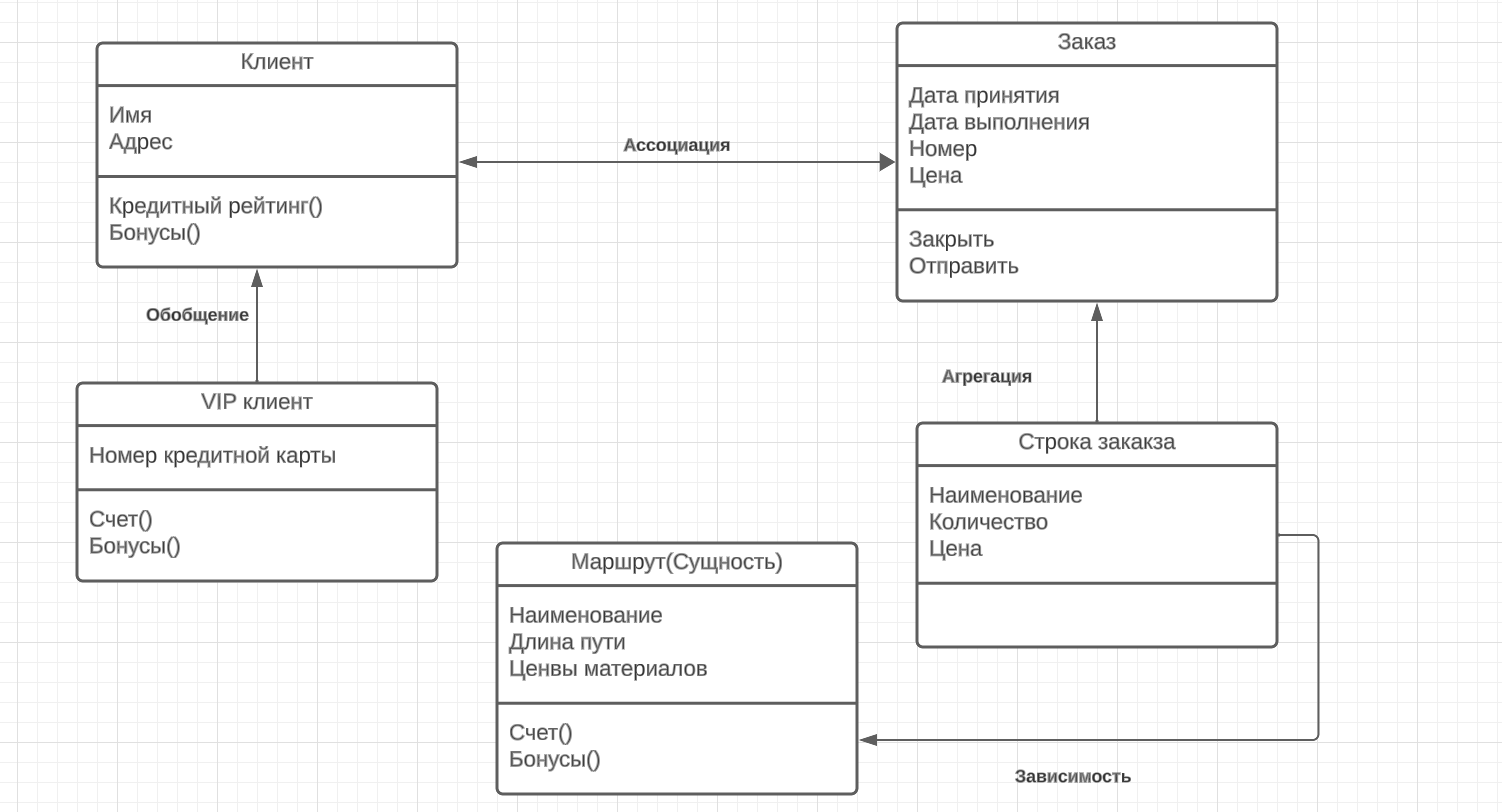 Клиент
Имя
Адрес
Кредитный рейтинг()
Бонусы()
Ассоциация
Заказ
Дата принятия
Дата выполнения
Номер
Цена
Закрыть
Отправить
Обобщение
Агрегация
VIP клиент
Номер кредитной карты
Счет()
Бонусы()
Строка закакза
Наименование
Количество
Цена
Маршрут(Сущность)
Наименование
Длина пути
Ценвы материалов
Счет()
Бонусы()
Зависимость